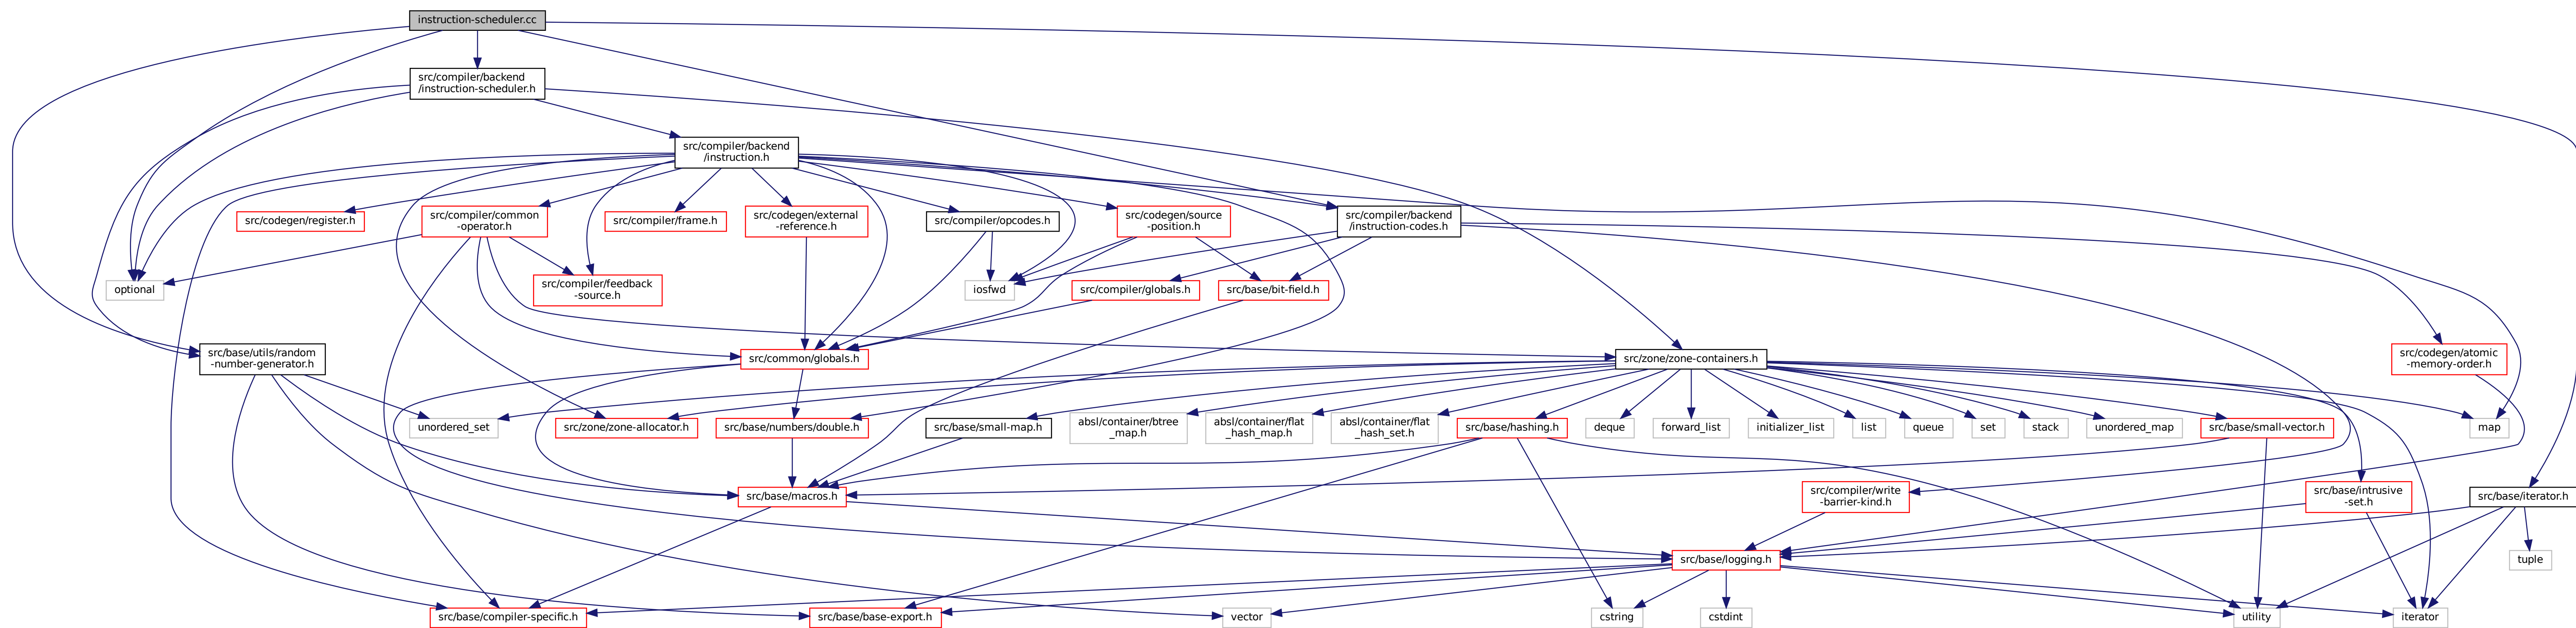 instruction-scheduler.cc
src/compiler/backend
/instruction-scheduler.h
src/compiler/backend
/instruction.h
src/codegen/register.h
src/compiler/common
-operator.h
src/compiler/frame.h
src/codegen/external
-reference.h
src/compiler/opcodes.h
src/codegen/source
-position.h
src/compiler/backend
/instruction-codes.h
optional
src/compiler/feedback
-source.h
iosfwd
src/compiler/globals.h
src/base/bit-field.h
src/base/utils/random
-number-generator.h
src/common/globals.h
src/zone/zone-containers.h
src/codegen/atomic
-memory-order.h
unordered_set
src/zone/zone-allocator.h
src/base/numbers/double.h
src/base/small-map.h
absl/container/btree
_map.h
absl/container/flat
_hash_map.h
absl/container/flat
_hash_set.h
src/base/hashing.h
deque
forward_list
initializer_list
list
queue
set
stack
unordered_map
src/base/small-vector.h
map
src/base/macros.h
src/compiler/write
-barrier-kind.h
src/base/intrusive
-set.h
src/base/iterator.h
src/base/logging.h
tuple
src/base/compiler-specific.h
src/base/base-export.h
vector
cstring
cstdint
utility
iterator